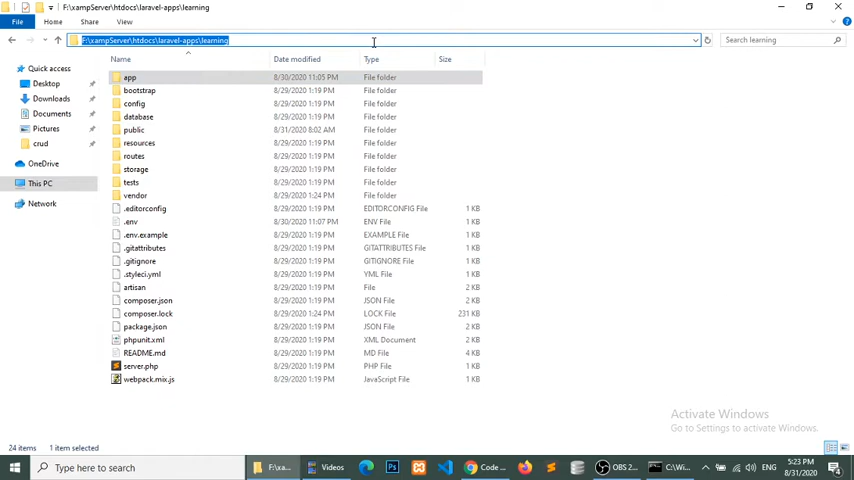 F:\xampServer\htdocs\laravel-apps\learning
File Home Share View
F:\xampServer\htdocs\laravel-apps\learning
Search learning
Name Date modified Type Size
Quick access
Desktop
Downloads
Documents
Pictures
crud
OneDrive
This PC
Network
app 8/30/2020 11:05 PM File folder
bootstrap 8/29/2020 1:19 PM File folder
config 8/29/2020 1:19 PM File folder
database 8/29/2020 1:19 PM File folder
public 8/31/2020 8:02 AM File folder
resources 8/29/2020 1:19 PM File folder
routes 8/29/2020 1:19 PM File folder
storage 8/29/2020 1:19 PM File folder
tests 8/29/2020 1:19 PM File folder
vendor 8/29/2020 1:24 PM File folder
.editorconfig 8/29/2020 1:19 PM EDITORCONFIG File 1 KB
.env 8/30/2020 11:07 PM ENV File 1 KB
.env.example 8/29/2020 1:19 PM EXAMPLE File 1 KB
.gitattributes 8/29/2020 1:19 PM GITATTRIBUTES File 1 KB
.gitignore 8/29/2020 1:19 PM GITIGNORE File 1 KB
.styleci.yml 8/29/2020 1:19 PM YML File 1 KB
artisan 8/29/2020 1:19 PM File 2 KB
composer.json 8/29/2020 1:19 PM JSON File 2 KB
composer.lock 8/29/2020 1:24 PM LOCK File 231 KB
package.json 8/29/2020 1:19 PM JSON File 2 KB
phpunit.xml 8/29/2020 1:19 PM XML Document 2 KB
README.md 8/29/2020 1:19 PM MD File 4 KB
server.php 8/29/2020 1:19 PM PHP File 1 KB
webpack.mix.js 8/29/2020 1:19 PM JavaScript File 1 KB
Activate Windows
Go to Settings to activate Windows.
24 items 1 item selected
Type here to search
F:\xa...
Videos
Ps
Code ...
OBS 2...
C:\Wi...
ENG
5:23 PM
8/31/2020
4